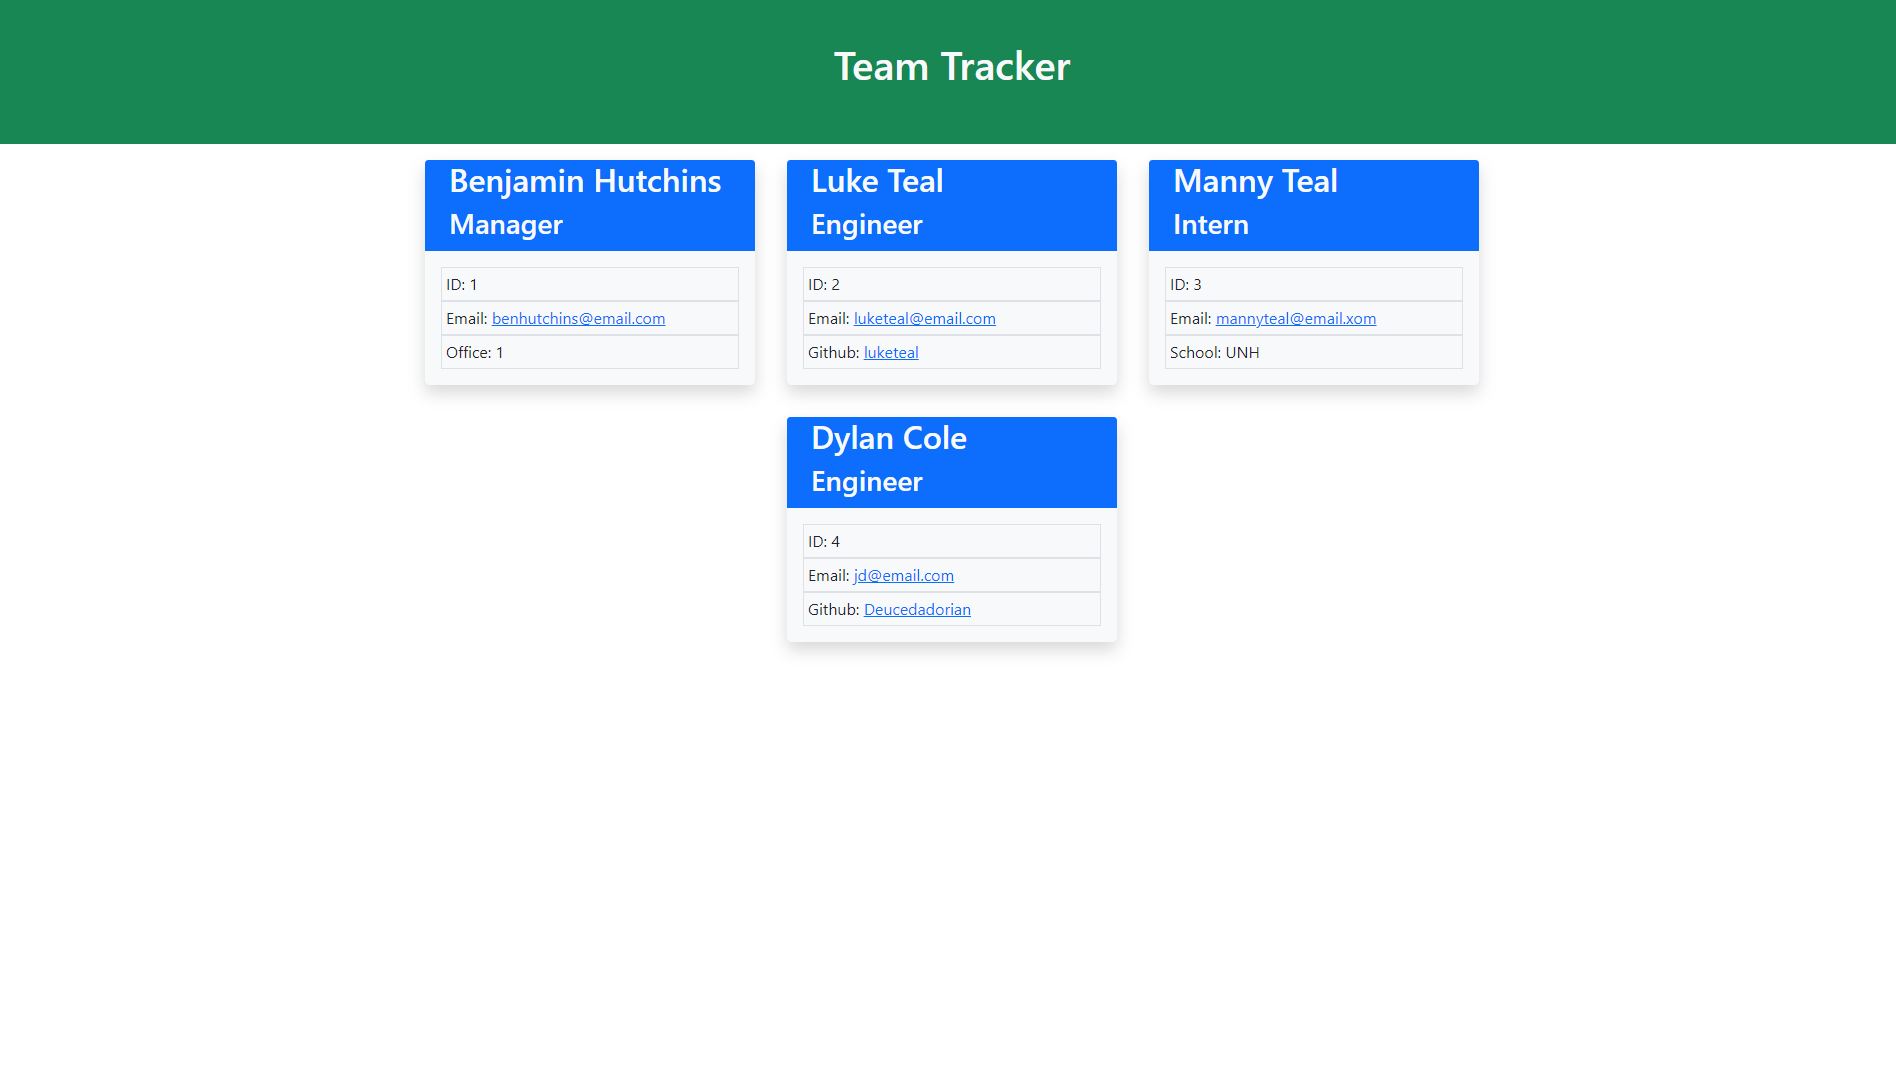 Team Tracker
Benjamin Hutchins
Manager
ID: 1
Email: benhutchins@email.com
Office: 1
Luke Teal
Engineer
ID: 2
Email: luketeal@email.com
Github: luketeal
Manny Teal
Intern
ID: 3
Email: mannyteal@email.xom
School: UNH
Dylan Cole
Engineer
ID: 4
Email: jd@email.com
Github: Deucedadorian